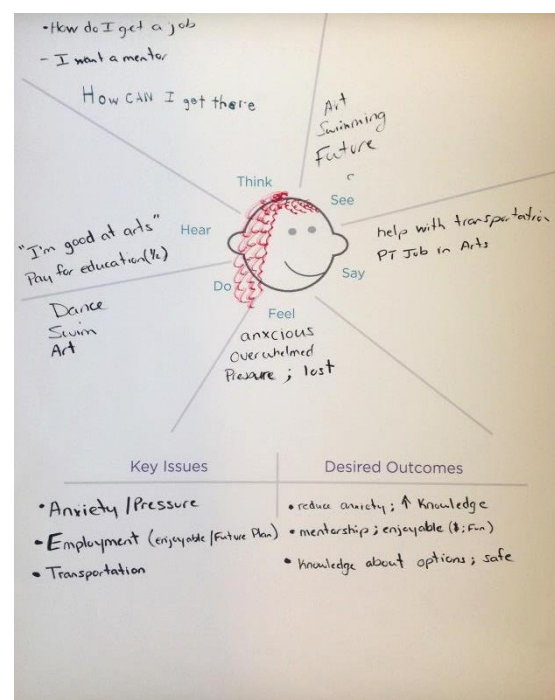 •How do I get a job
- I want a mentor
How CAN I get there
Art
Swimming
Future
Think
See
Hear
"I'm good at arts"
Pay for education(½)
help with transportation
PT Job in Arts
Say
Do
Dance
Swim
Art
Feel
anxcious
Overwhelmed
Pressure ; lost
Key Issues
• Anxiety / Pressure
• Employment (enjoyable / Future Plan)
• Transportation
Desired Outcomes
• reduce anxiety ; ↑ Knowledge
• mentorship ; enjoyable ($ ; Fun)
• Knowledge about options ; safe